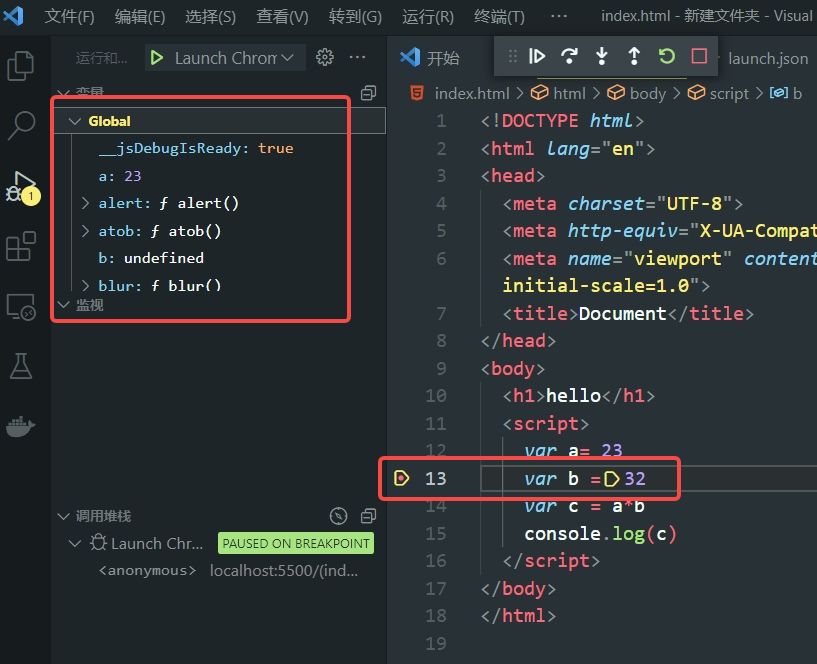 文件(F) 编辑(E) 选择(S) 查看(V) 转到(G) 运行(R) 终端(T) ··· index.html - 新建文件夹 - Visual
运行和... Launch Chrom ···
变量
Global
__jsDebugIsReady: true
a: 23
alert: ƒ alert()
atob: ƒ atob()
b: undefined
blur: ƒ blur()
监视
调用堆栈
Launch Chr... PAUSED ON BREAKPOINT
<anonymous> localhost:5500/(ind...
1
开始 launch.json
index.html > html > body > script > b
1 <!DOCTYPE html>
2 <html lang="en">
3 <head>
4 <meta charset="UTF-8">
5 <meta http-equiv="X-UA-Compat
6 <meta name="viewport" content
initial-scale=1.0">
7 <title>Document</title>
8 </head>
9 <body>
10 <h1>hello</h1>
11 <script>
12 var a= 23
13 var b =32
14 var c = a*b
15 console.log(c)
16 </script>
17 </body>
18 </html>
19